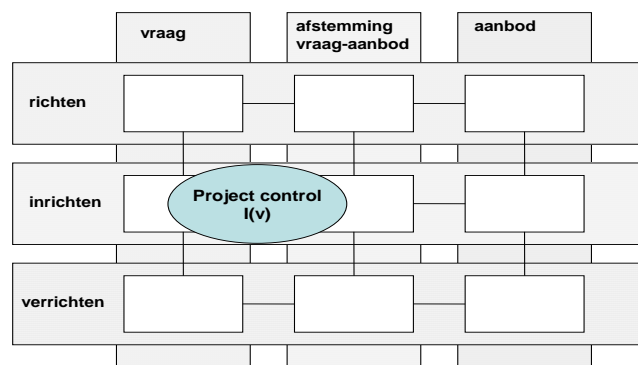 vraag
afstemming
vraag-aanbod
aanbod
richten
inrichten
Project control
I(v)
verrichten